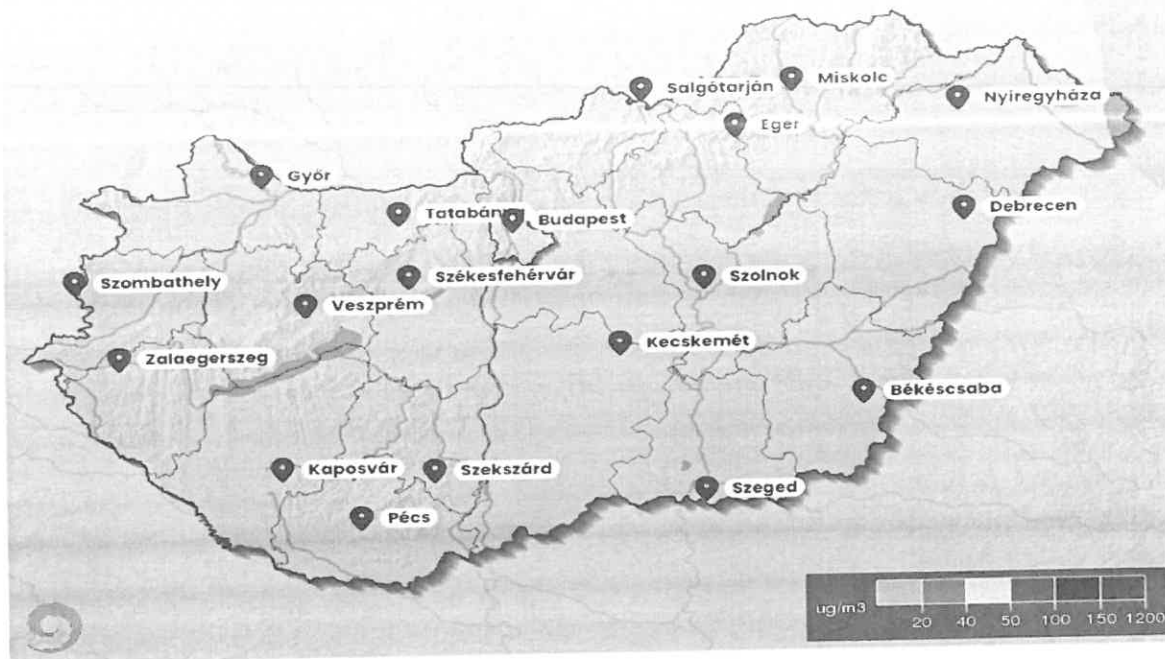 Salgótarján
Miskolc
Nyíregyháza
Eger
Győr
Tatabán
Budapest
Debrecen
Szombathely
Székesfehérvár
Szolnok
Veszprém
Kecskemét
Zalaegerszeg
Békéscsaba
Kaposvár
Szekszárd
Szeged
Pécs
ug/m3
20 40 50 100 150 1200